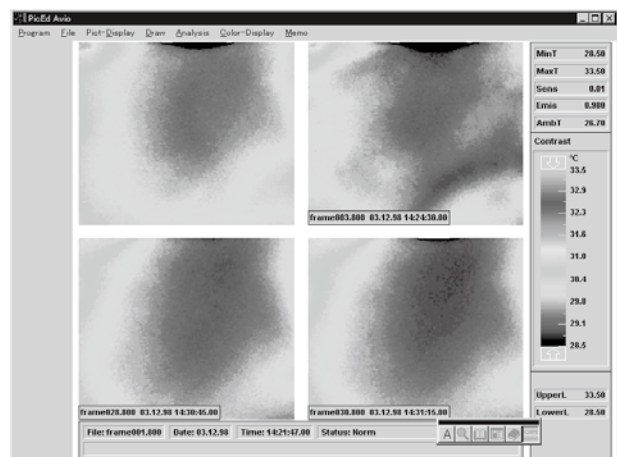 PicEd Avio
Program File Pict-Display Draw Analysis Color-Display Memo
MinT 28.50
MaxT 33.50
Sens 0.01
Emis 0.980
AmbT 26.70
Contrast
°C
33.5
32.9
32.3
31.6
31.0
30.4
29.8
29.1
28.5
frame003.800 03.12.98 14:24:30.00
frame028.800 03.12.98 14:30:45.00
frame030.800 03.12.98 14:31:15.00
UpperL 33.50
LowerL 28.50
File: frame001.800 Date: 03.12.98 Time: 14:21:47.00 Status: Norm
A